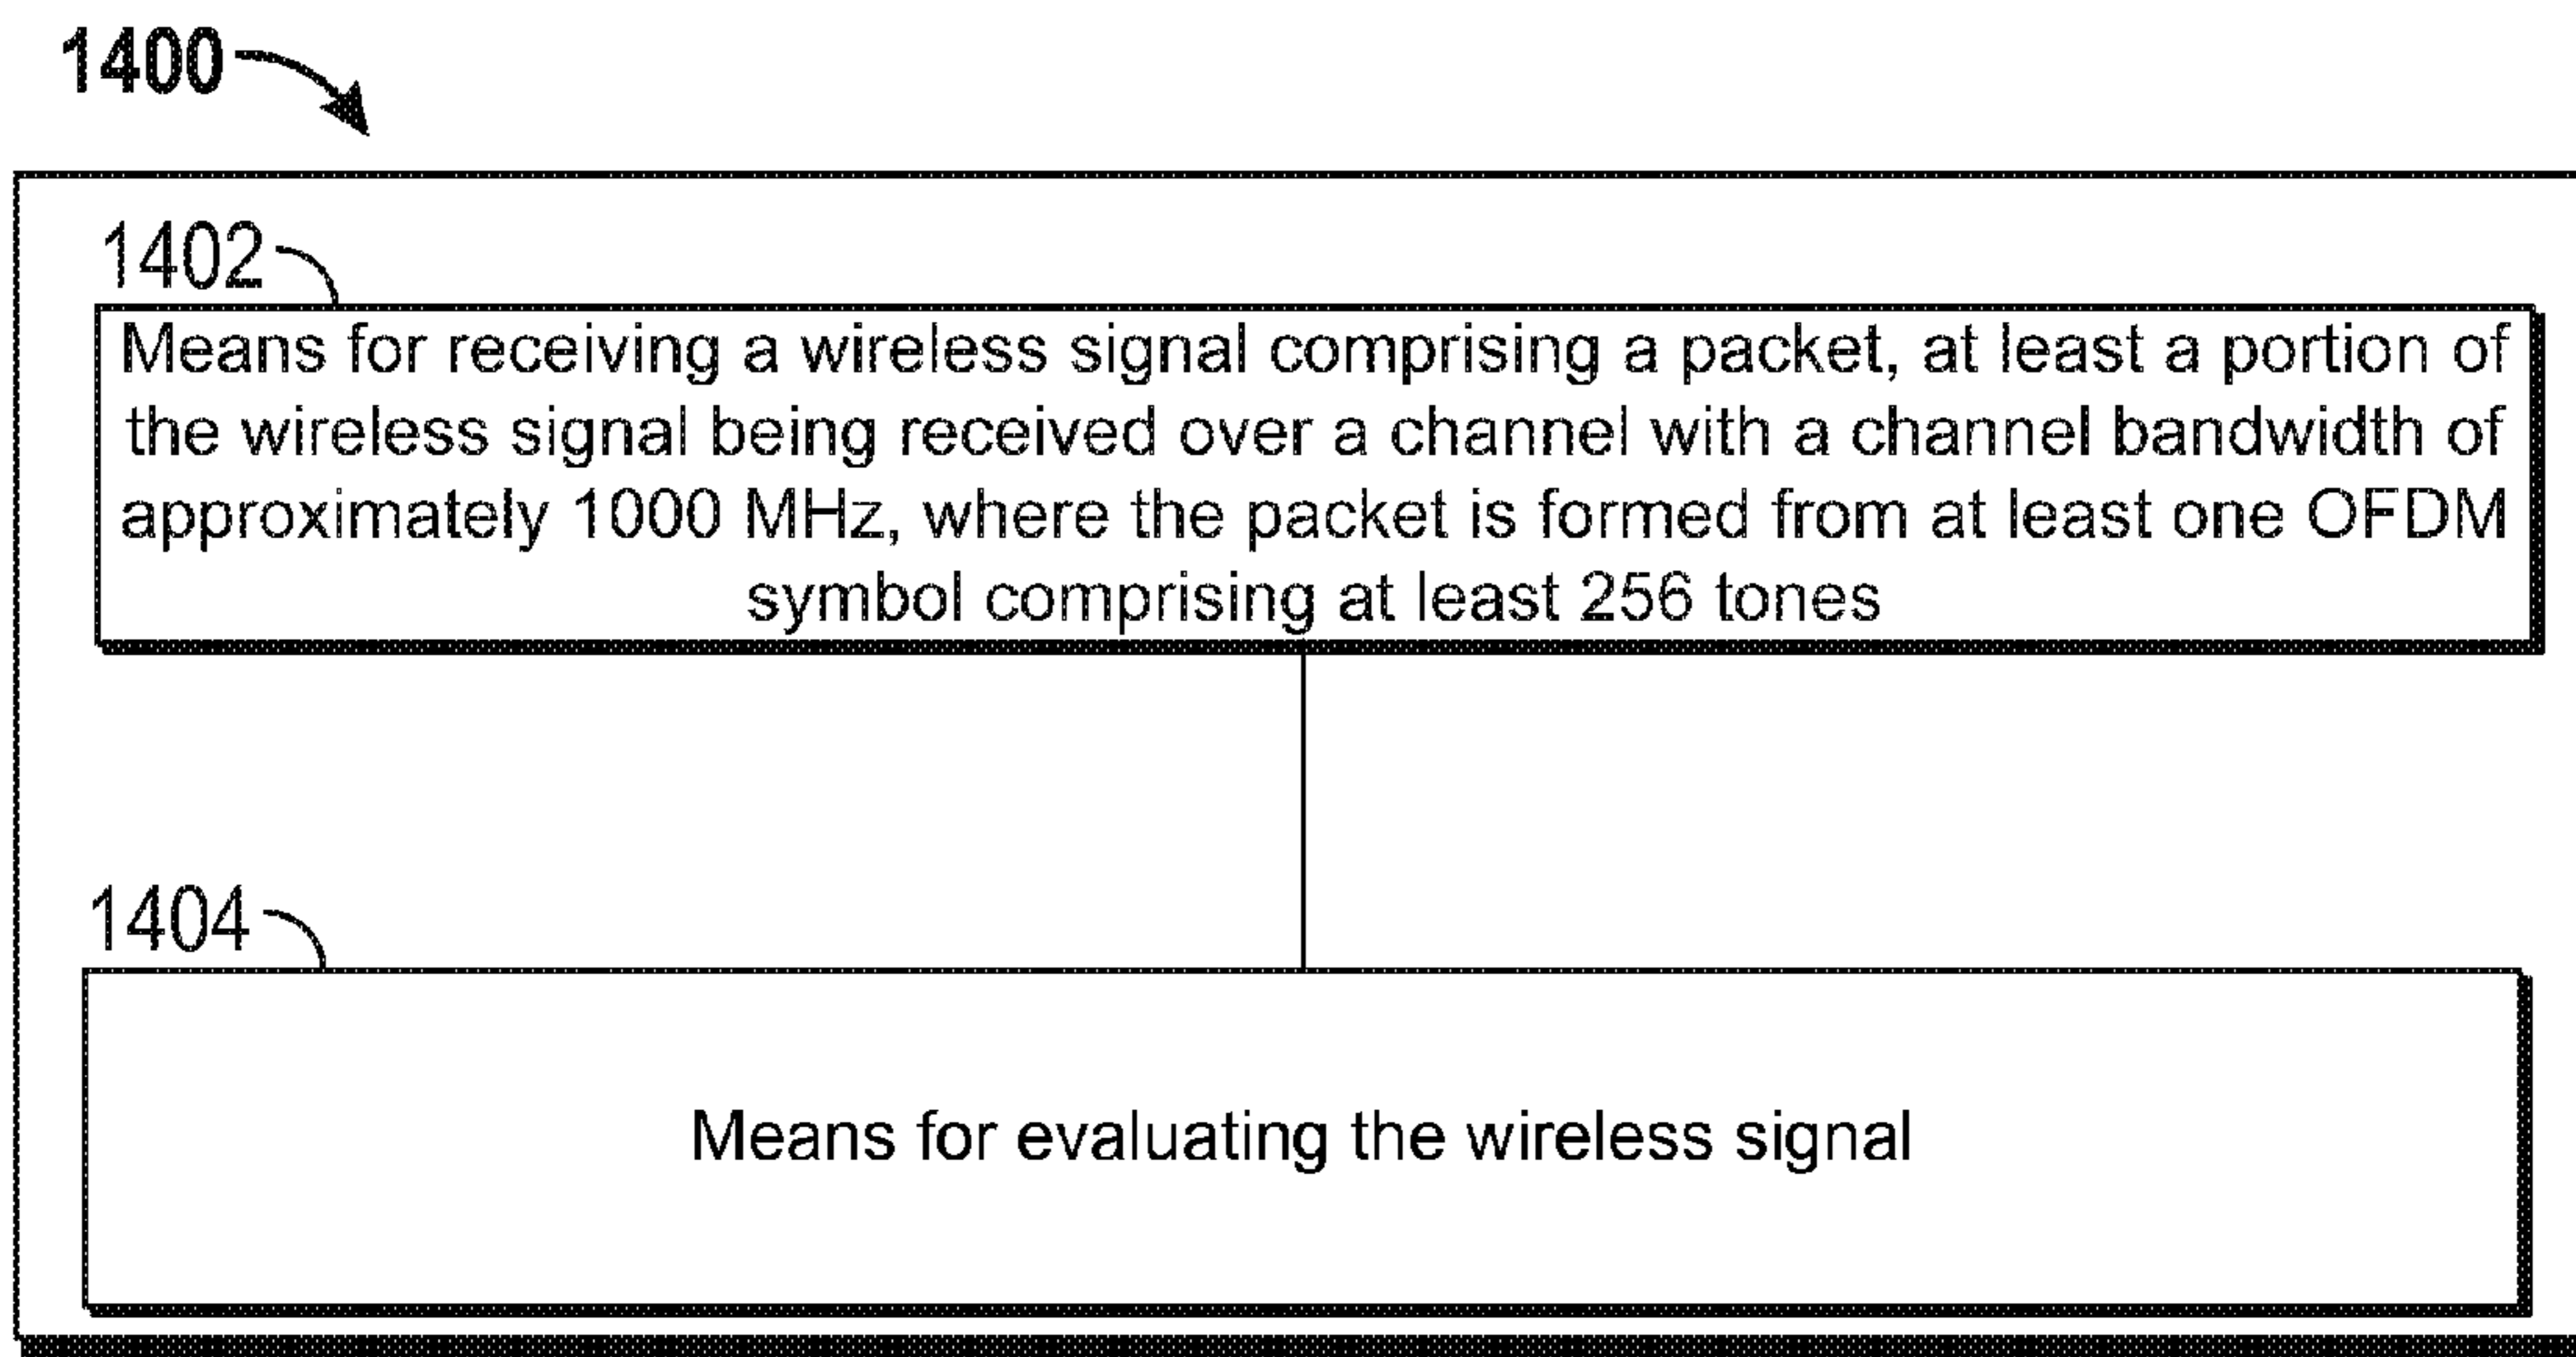 1400
1402
Means for receiving a wireless signal comprising a packet, at least a portion of
the wireless signal being received over a channel with a channel bandwidth of
approximately 1000 MHz, where the packet is formed from at least one OFDM
symbol comprising at least 256 tones
1404
Means for evaluating the wireless signal